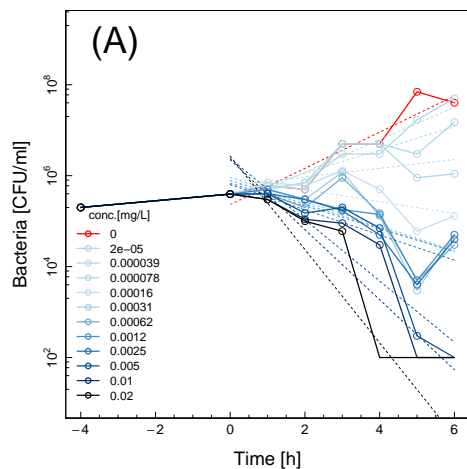 (A)
Bacteria [CFU/ml]
10^8
10^6
10^4
10^2
conc.[mg/L]
0
2e−05
0.000039
0.000078
0.00016
0.00031
0.00062
0.0012
0.0025
0.005
0.01
0.02
−4 −2 0 2 4 6
Time [h]